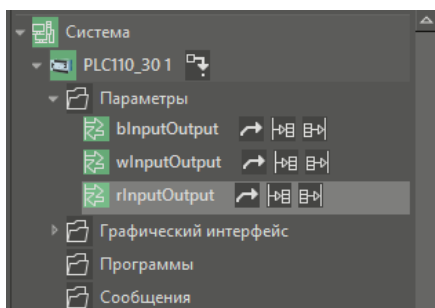 Система
PLC110_30 1
Параметры
bInputOutput
wInputOutput
rInputOutput
Графический интерфейс
Программы
Сообщения